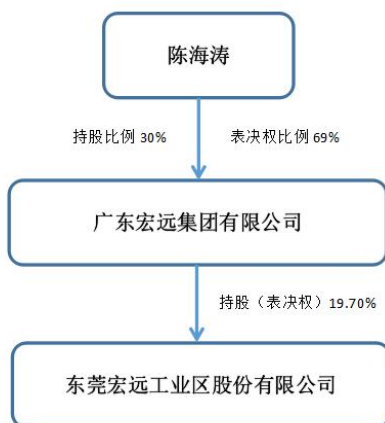 陈海涛
持股比例 30% 表决权比例 69%
广东宏远集团有限公司
持股（表决权）19.70%
东莞宏远工业区股份有限公司